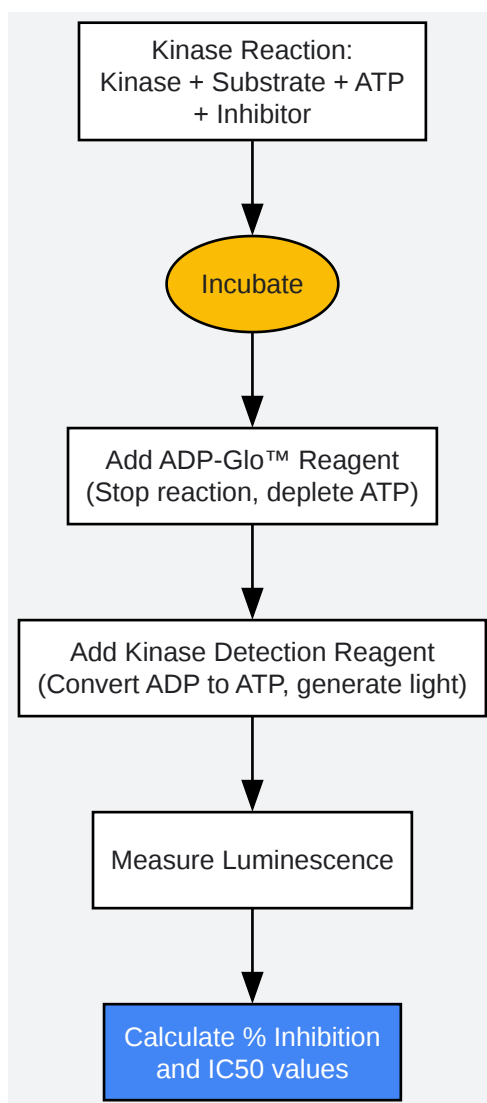 Kinase Reaction:
Kinase + Substrate + ATP
+ Inhibitor
Incubate
Add ADP-Glo™ Reagent
(Stop reaction, deplete ATP)
Add Kinase Detection Reagent
(Convert ADP to ATP, generate light)
Measure Luminescence
Calculate % Inhibition
and IC50 values